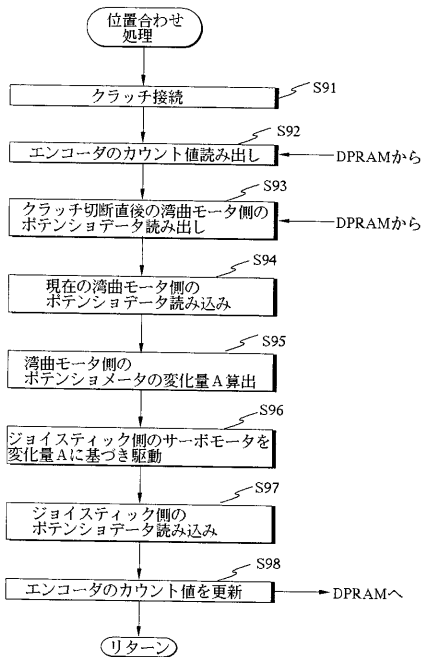 位置合わせ
処理
S91
クラッチ接続
S92
エンコーダのカウント値読み出し
DPRAMから
S93
クラッチ切断直後の湾曲モータ側の
ポテンショデータ読み出し
DPRAMから
S94
現在の湾曲モータ側の
ポテンショデータ読み込み
S95
湾曲モータ側の
ポテンショメータの変化量A算出
S96
ジョイスティック側のサーボモータを
変化量Aに基づき駆動
S97
ジョイスティック側の
ポテンショデータ読み込み
S98
エンコーダのカウント値を更新
DPRAMへ
リターン